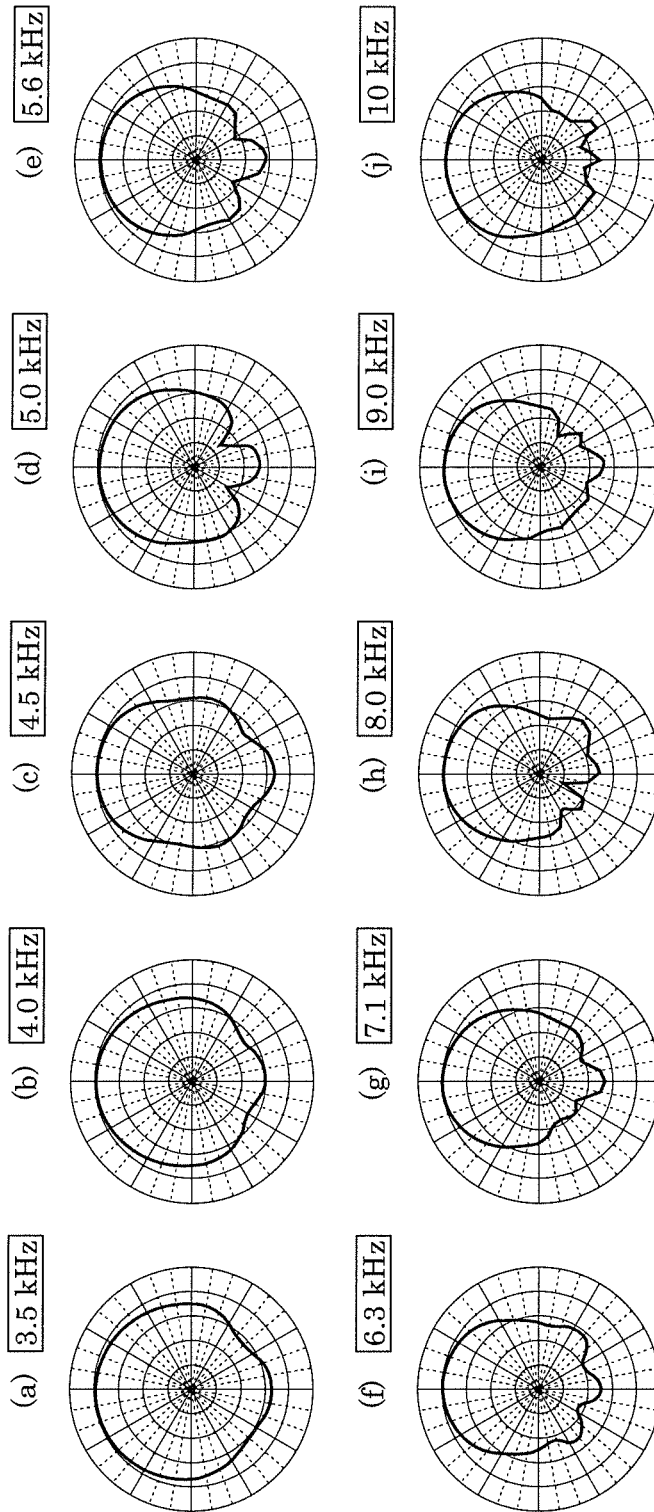 (a) 3.5 kHz
(b) 4.0 kHz
(c) 4.5 kHz
(d) 5.0 kHz
(e) 5.6 kHz
(f) 6.3 kHz
(g) 7.1 kHz
(h) 8.0 kHz
(i) 9.0 kHz
(j) 10 kHz